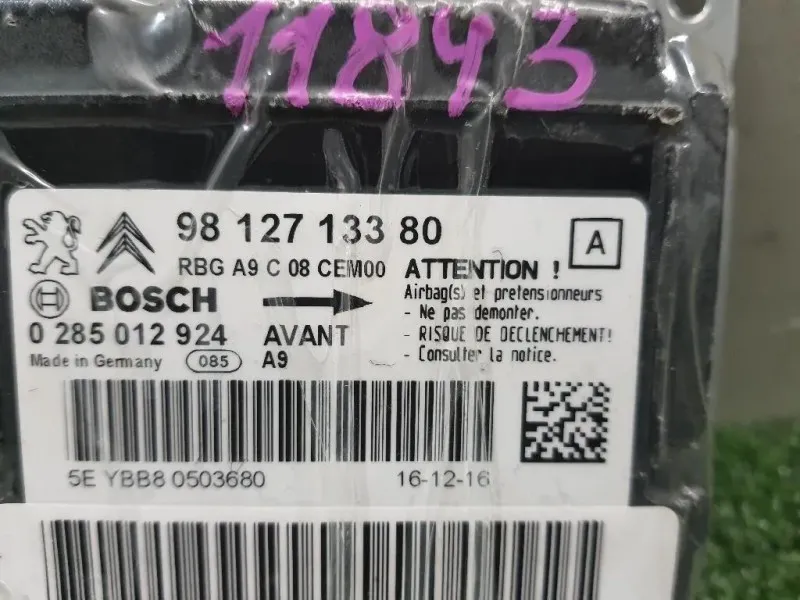 11843
98 127 133 80
A
RBG A9 C 08 CEM00
ATTENTION !
BOSCH
Airbag(s) et pretensionneurs
- Ne pas demonter.
0 285 012 924
AVANT
- RISQUE DE DECLENCHEMENT!
Made in Germany
085
A9
- Consulter la notice.
5E YBB8 0503680
16-12-16